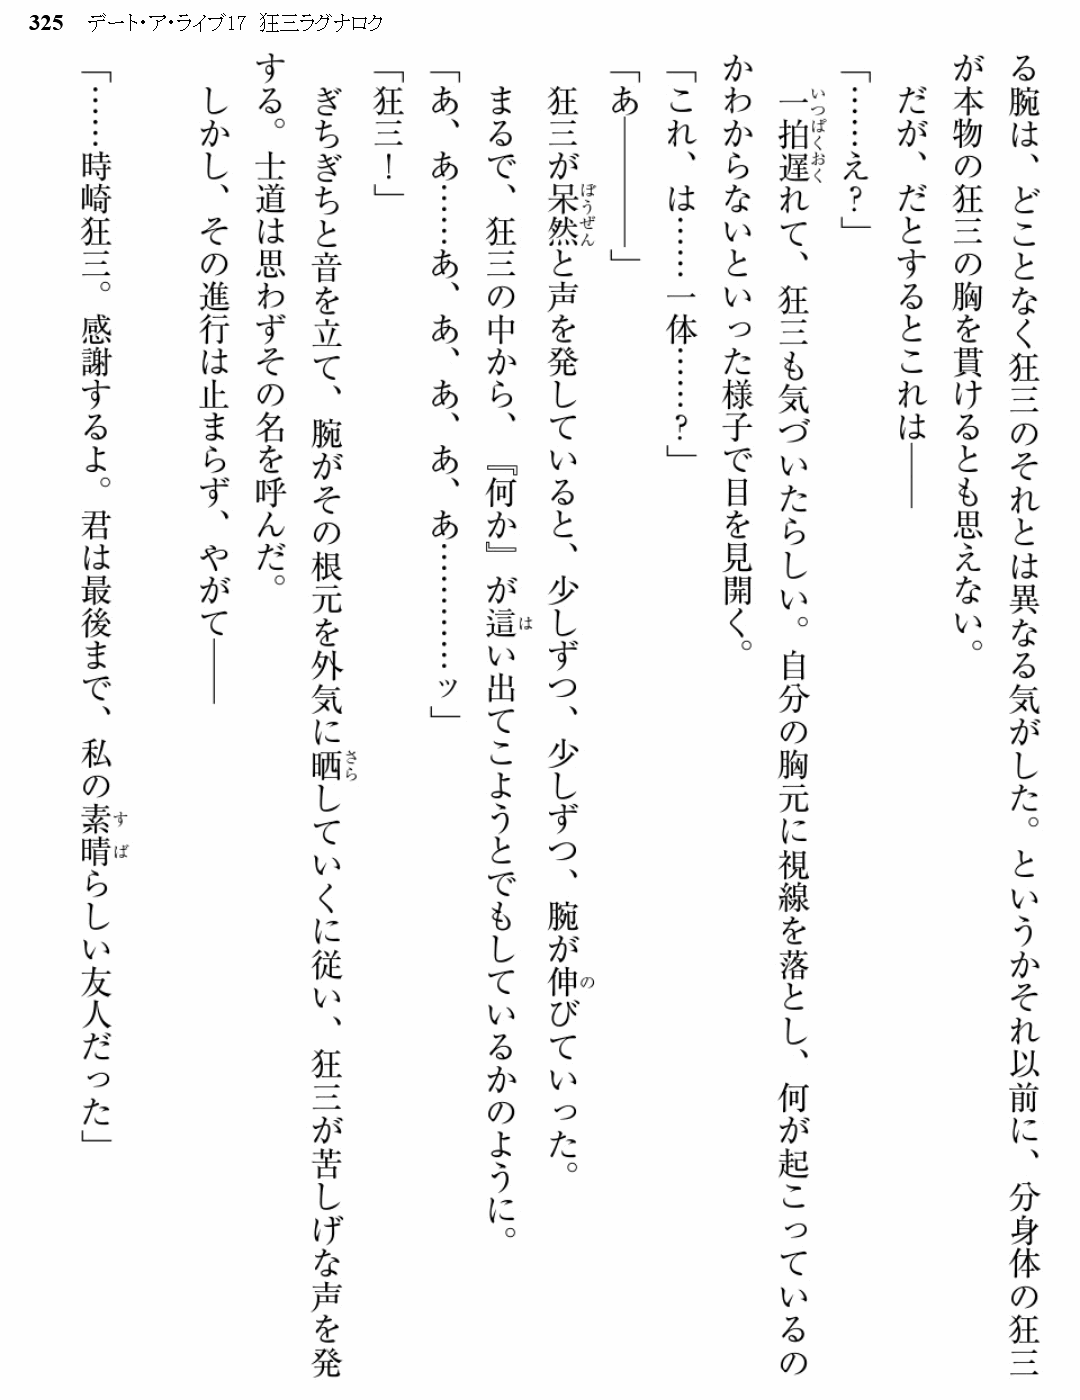 325 デート・ア・ライブ17 狂三ラグナロク
る腕は、どことなく狂三のそれとは異なる気がした。というかそれ以前に、分身体の狂三
が本物の狂三の胸を貫けるとも思えない。
だが、だとするとこれは――
「……え?」
一拍遅れて、狂三も気づいたらしい。自分の胸元に視線を落とし、何が起こっているの
かわからないといった様子で目を見開く。
「これ、は……一体……?」
「あ――――」
狂三が呆然と声を発していると、少しずつ、少しずつ、腕が伸びていった。
まるで、狂三の中から、『何か』が這い出てこようとでもしているかのように。
「あ、あ……あ、あ、あ、あ、あ…………ッ」
「狂三!」
ぎちぎちと音を立て、腕がその根元を外気に晒していくに従い、狂三が苦しげな声を発
する。士道は思わずその名を呼んだ。
しかし、その進行は止まらず、やがて――
「……時崎狂三。感謝するよ。君は最後まで、私の素晴らしい友人だった」